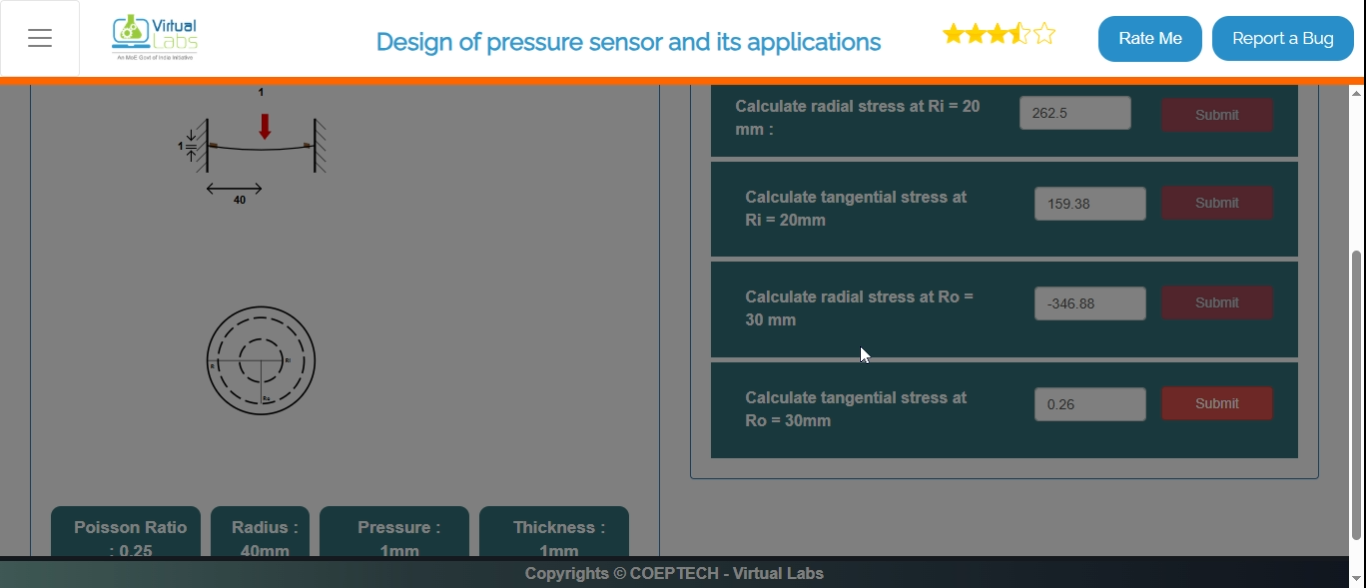 Virtual
Labs
An MoE Govt of India Initiative
Design of pressure sensor and its applications
Rate Me
Report a Bug
1
1
40
R
Ri
Ro
Calculate radial stress at Ri = 20
mm :
262.5
Submit
Calculate tangential stress at
Ri = 20mm
159.38
Submit
Calculate radial stress at Ro =
30 mm
-346.88
Submit
Calculate tangential stress at
Ro = 30mm
0.26
Submit
Poisson Ratio
: 0.25
Radius :
40mm
Pressure :
1mm
Thickness :
1mm
Copyrights © COEPTECH - Virtual Labs